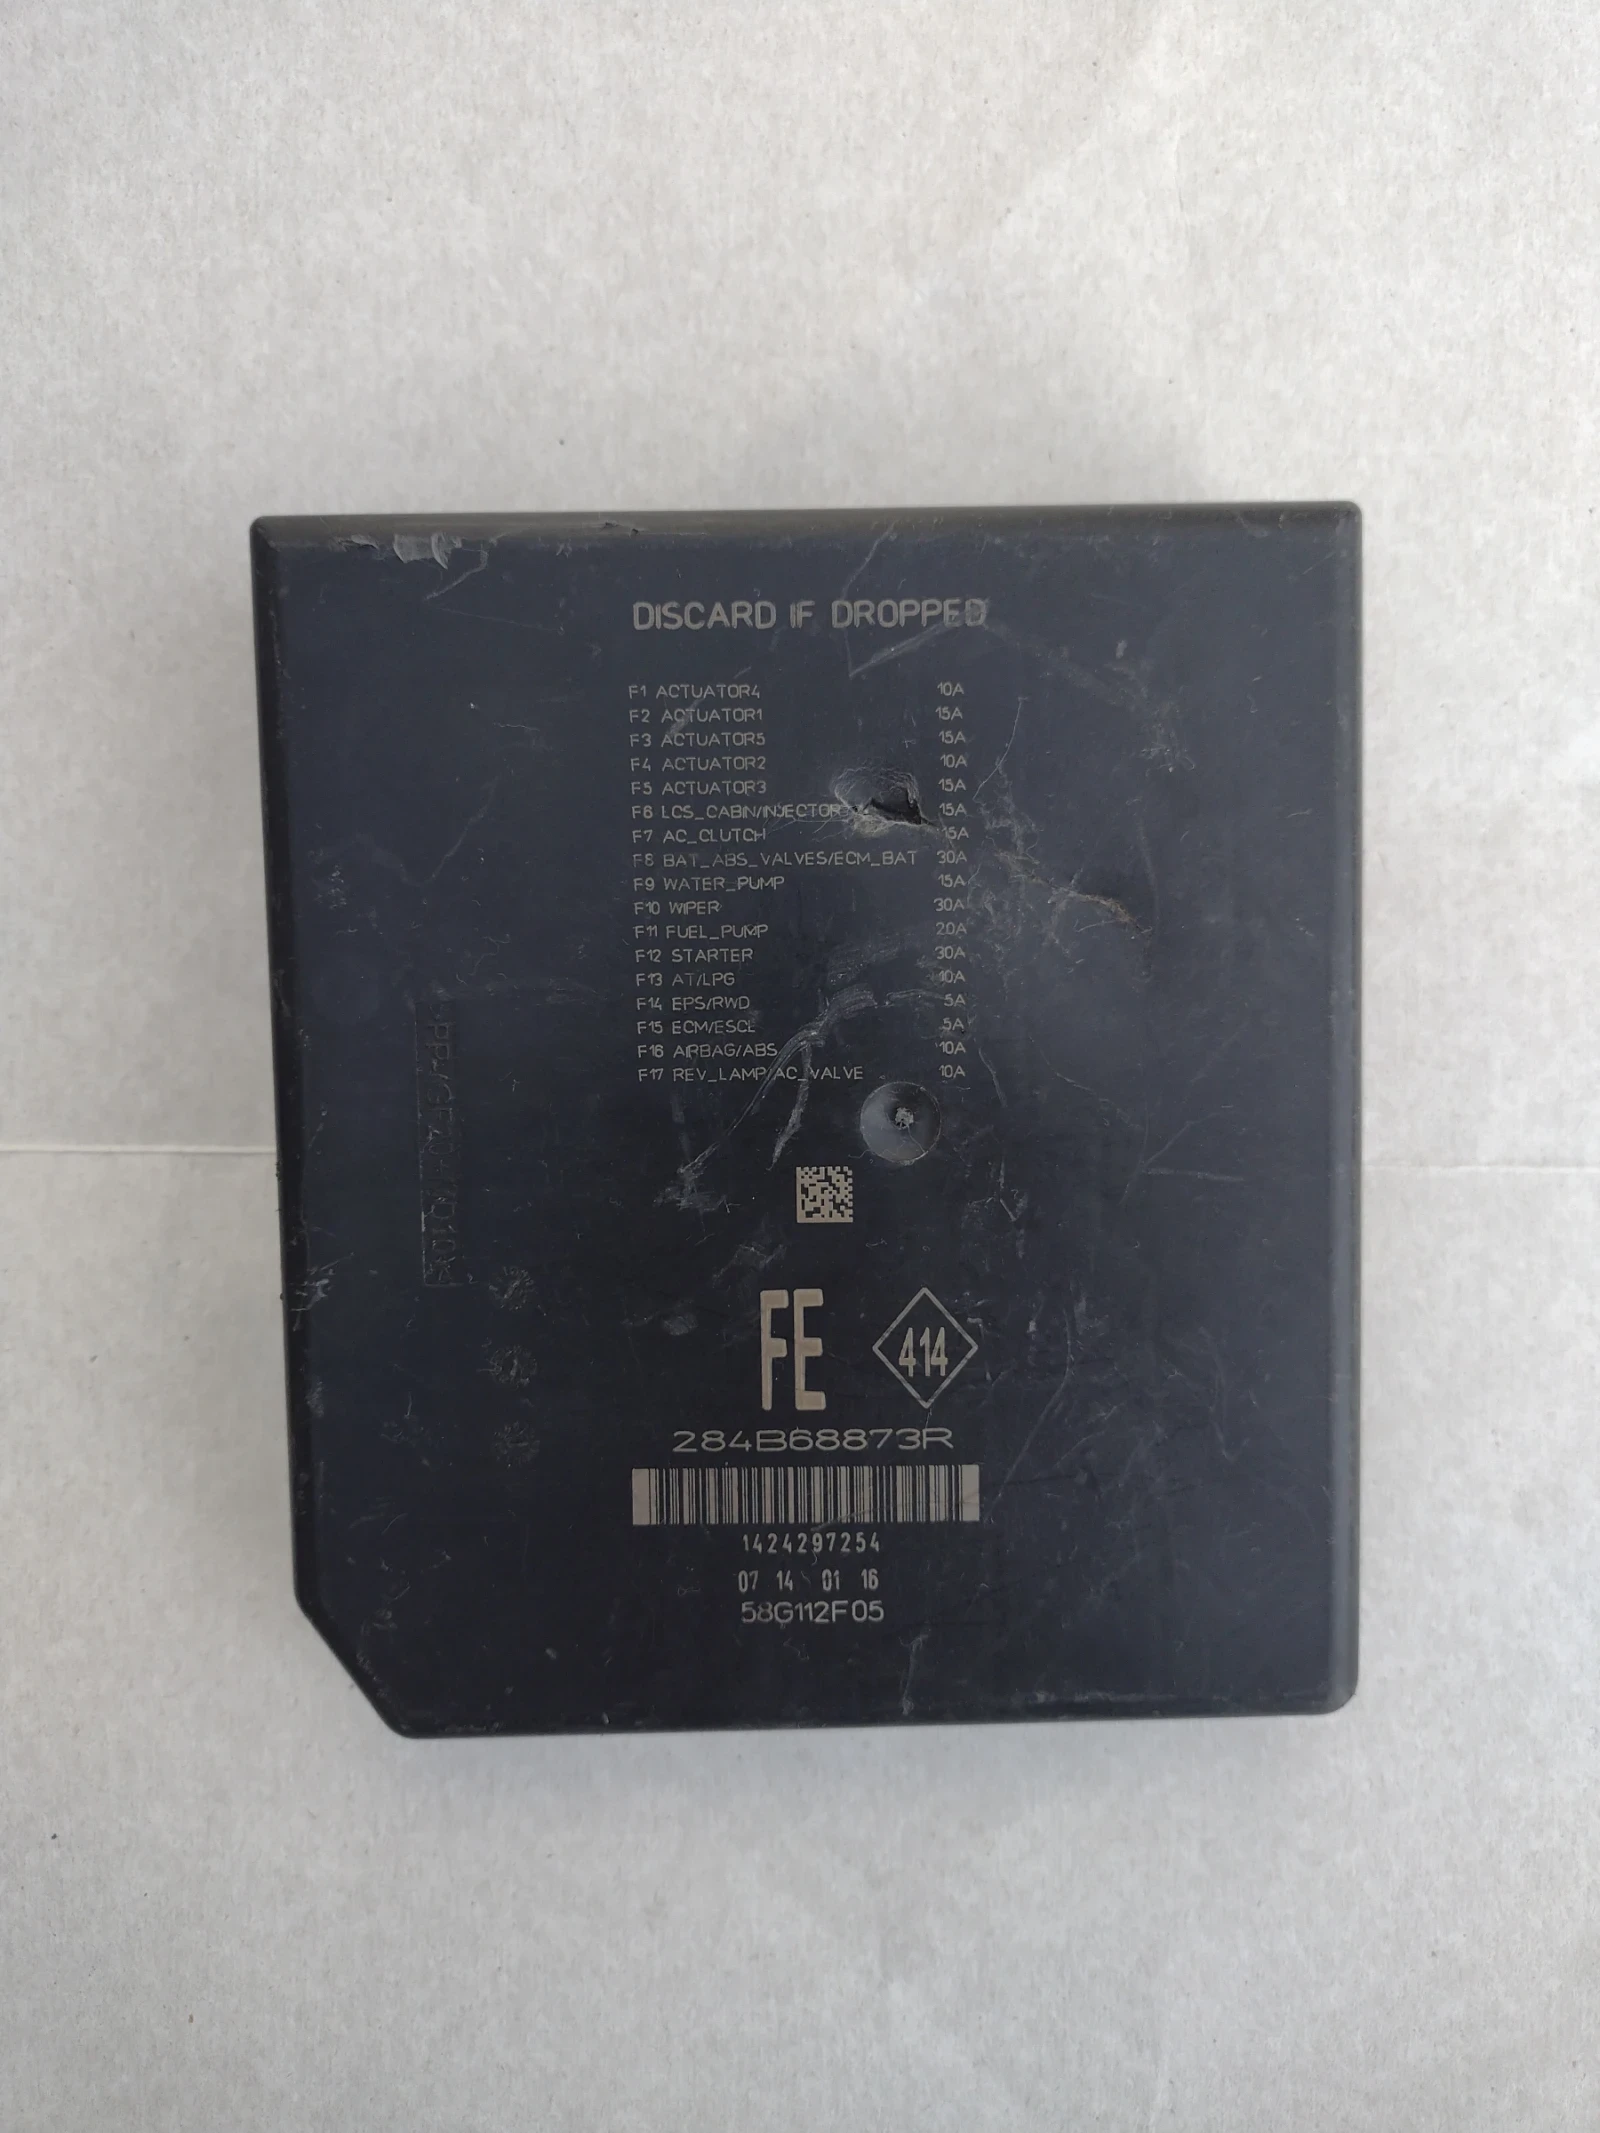 DISCARD IF DROPPED
F1 ACTUATOR4 10A
F2 ACTUATOR1 15A
F3 ACTUATOR5 15A
F4 ACTUATOR2 10A
F5 ACTUATOR3 15A
F6 LCS_CABIN/INJECTOR 15A
F7 AC_CLUTCH 15A
F8 BAT_ABS_VALVES/ECM_BAT 30A
F9 WATER_PUMP 15A
F10 WIPER 30A
F11 FUEL_PUMP 20A
F12 STARTER 30A
F13 AT/LPG 10A
F14 EPS/RWD 5A
F15 ECM/ESCL 5A
F16 AIRBAG/ABS 10A
F17 REV_LAMP/AC_VALVE 10A
FE 414
284B68873R
1424297254
07 14 01 16
58G112F05